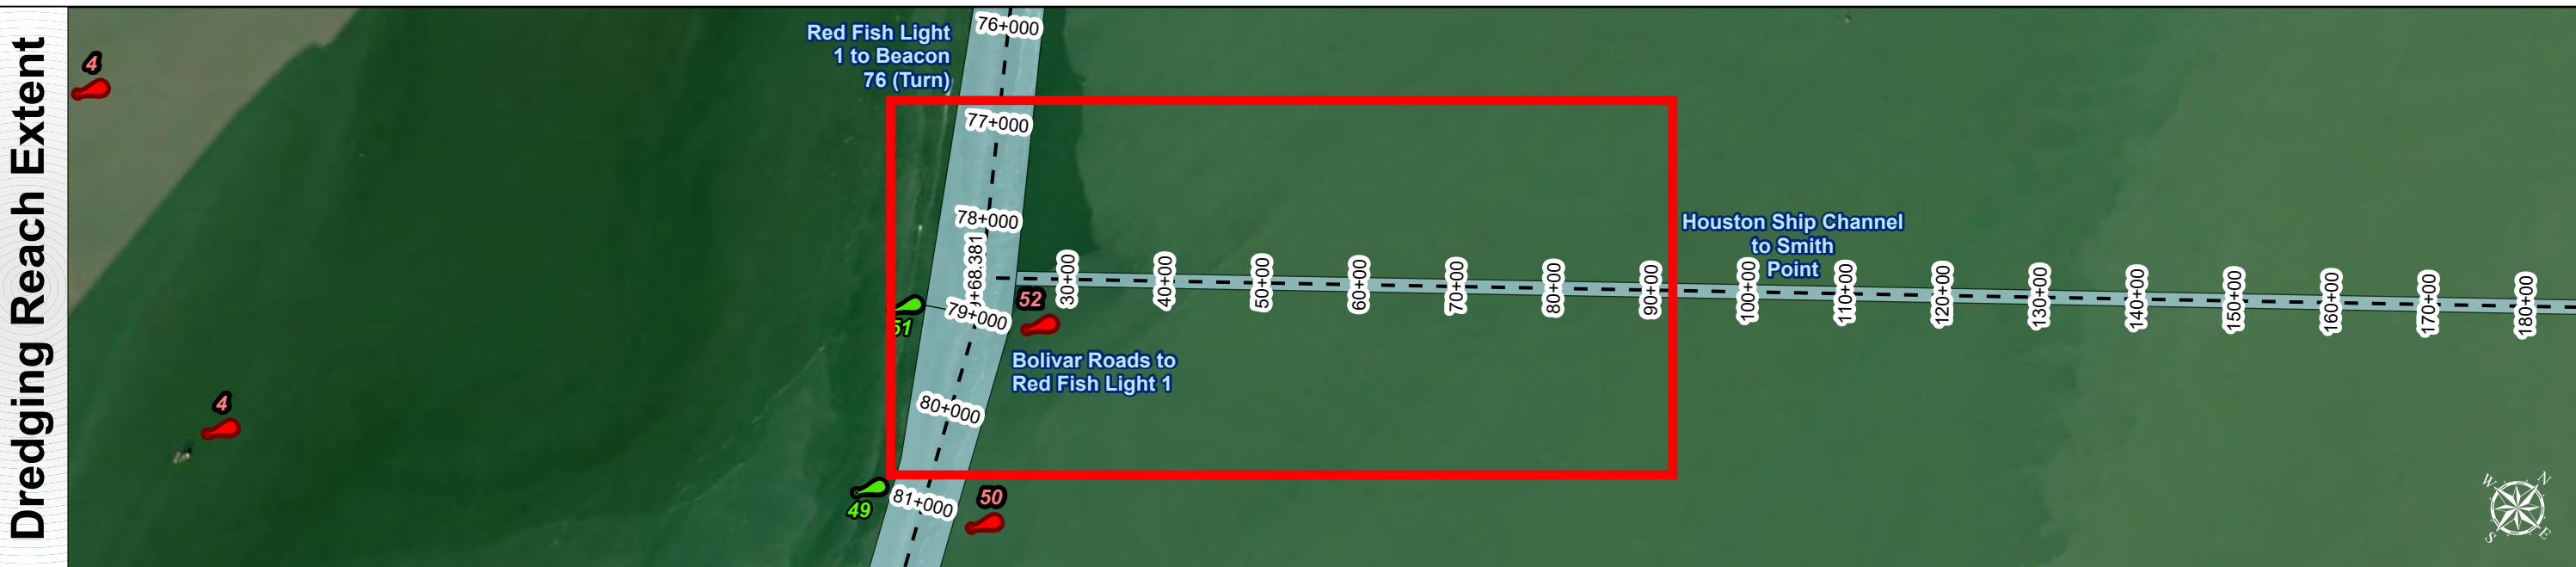 Dredging Reach Extent
4
4
Red Fish Light
1 to Beacon
76 (Turn)
76+000
77+000
78+000
+68.381
79+000
80+000
81+000
51
52
49
50
Bolivar Roads to
Red Fish Light 1
30+00
40+00
50+00
60+00
70+00
80+00
90+00
Houston Ship Channel
to Smith
Point
100+00
110+00
120+00
130+00
140+00
150+00
160+00
170+00
180+00
W
N
S
E